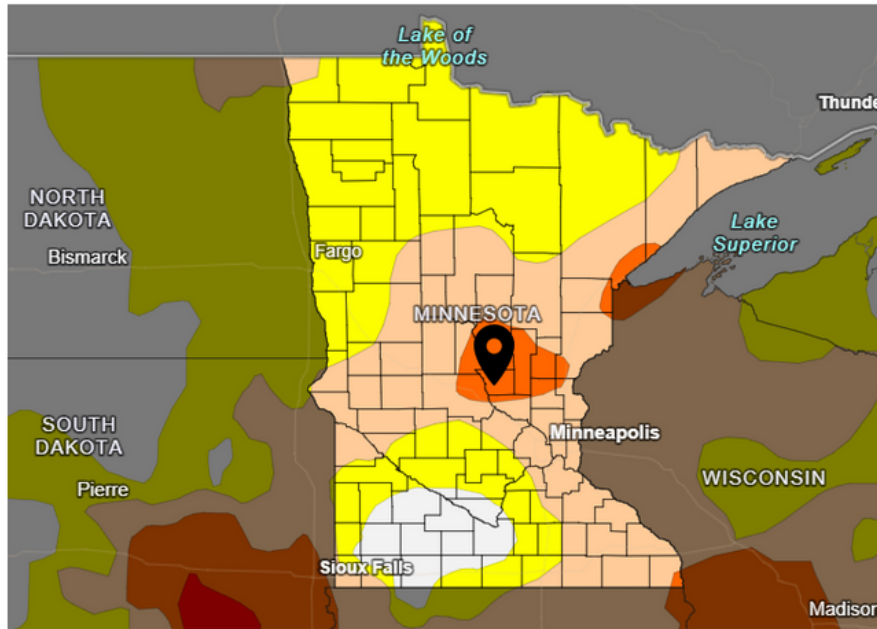 Lake of
the Woods
Thunde
NORTH
DAKOTA
Bismarck
Fargo
Lake
Superior
MINNESOTA
SOUTH
DAKOTA
Pierre
Minneapolis
WISCONSIN
Sioux Falls
Madison